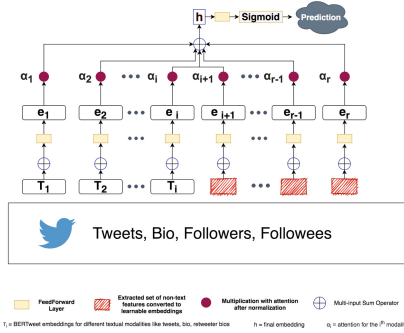 h Sigmoid Prediction
α1 α2 αi αi+1 αr-1 αr
e1 e2 e i e i+1 er-1 er
T1 T2 Ti
Tweets, Bio, Followers, Followees
FeedForward
Layer
Extracted set of non-text
features converted to
learnable embeddings
Multiplication with attention
after normalization
Multi-input Sum Operator
Ti = BERTweet embeddings for different textual modalities like tweets, bio, retweeter bios
h = final embedding
αi = attention for the ith modali